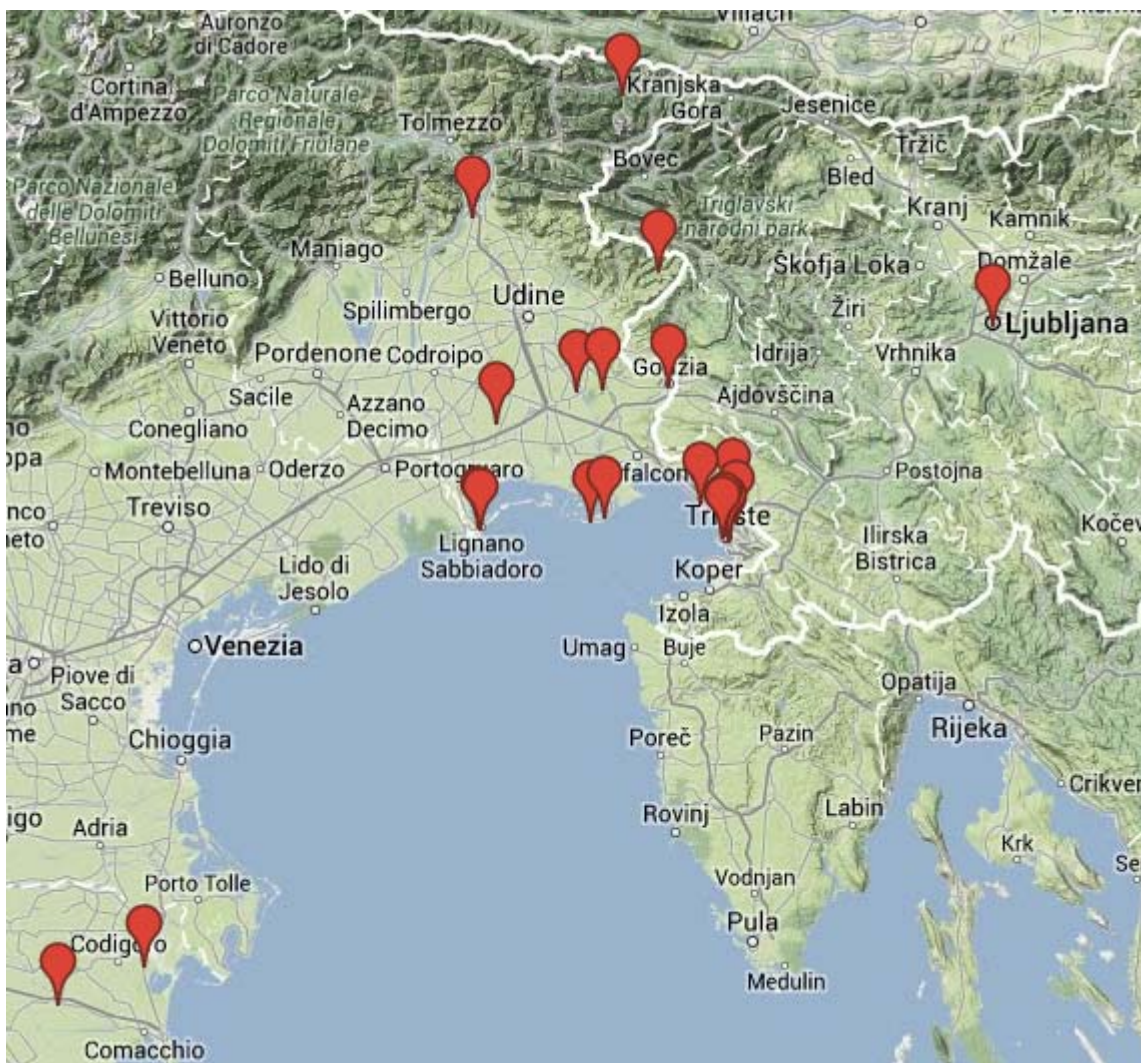 Villach
Auronzo
di Cadore
Cortina
d'Ampezzo
Parco Naturale
Regionale
Dolomiti Friulane
Tolmezzo
Kranjska
Gora
Jesenice
Tržič
Bovec
Bled
Parco Nazionale
delle Dolomiti
Bellunesi
Triglavski
narodni park
Kranj
Kamnik
Maniago
Belluno
Škofja Loka
Domžale
Spilimbergo
Udine
Žiri
Ljubljana
Vittorio
Veneto
Pordenone
Codroipo
Idrija
Vrhnika
Sacile
Azzano
Decimo
Ajdovščina
Conegliano
Montebelluna
Oderzo
Postojna
Treviso
Lignano
Sabbiadoro
Koper
Ilirska
Bistrica
Lido di
Jesolo
Izola
Venezia
Umag
Buje
Piove di
Sacco
Opatija
Rijeka
Chioggia
Poreč
Pazin
Labin
Rovinj
Adria
Krk
Porto Tolle
Vodnjan
Pula
Medulin
Comacchio